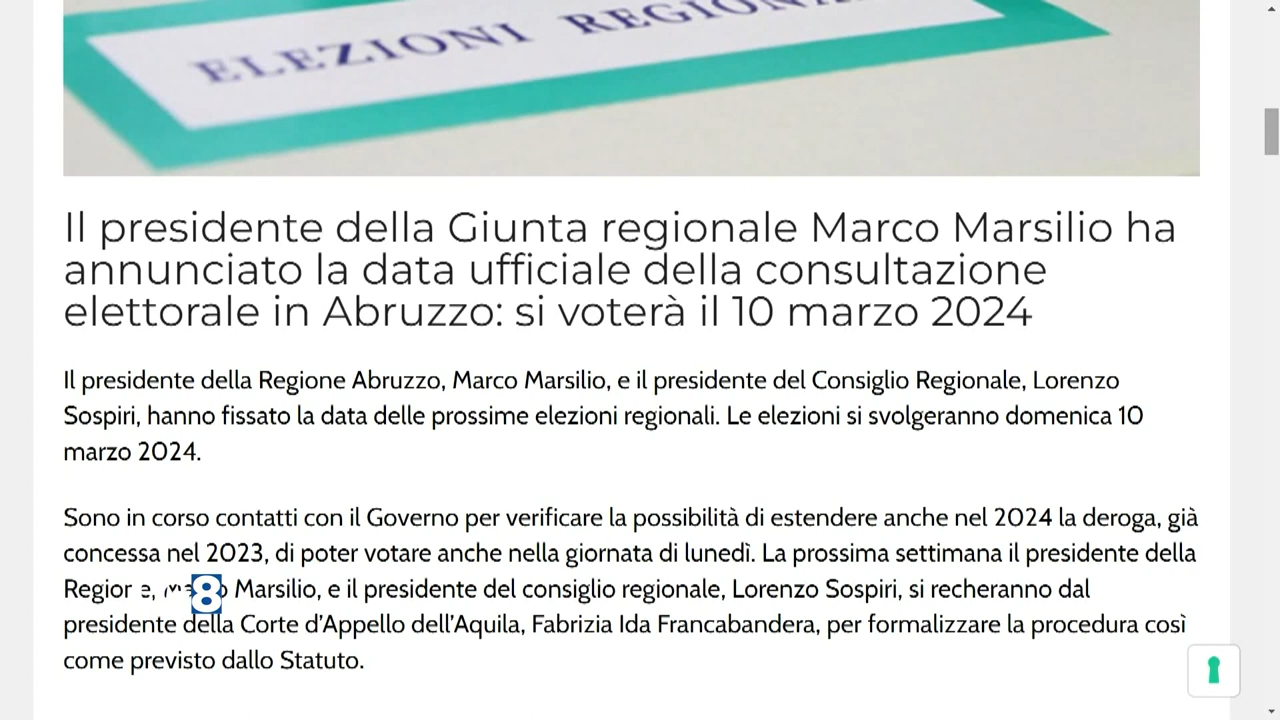 ELEZIONI REGIONA
Il presidente della Giunta regionale Marco Marsilio ha
annunciato la data ufficiale della consultazione
elettorale in Abruzzo: si voterà il 10 marzo 2024
Il presidente della Regione Abruzzo, Marco Marsilio, e il presidente del Consiglio Regionale, Lorenzo
Sospiri, hanno fissato la data delle prossime elezioni regionali. Le elezioni si svolgeranno domenica 10
marzo 2024.
Sono in corso contatti con il Governo per verificare la possibilità di estendere anche nel 2024 la deroga, già
concessa nel 2023, di poter votare anche nella giornata di lunedì. La prossima settimana il presidente della
8 Marsilio, e il presidente del consiglio regionale, Lorenzo Sospiri, si recheranno dal
presidente della Corte d'Appello dell'Aquila, Fabrizia Ida Francabandera, per formalizzare la procedura così
come previsto dallo Statuto.